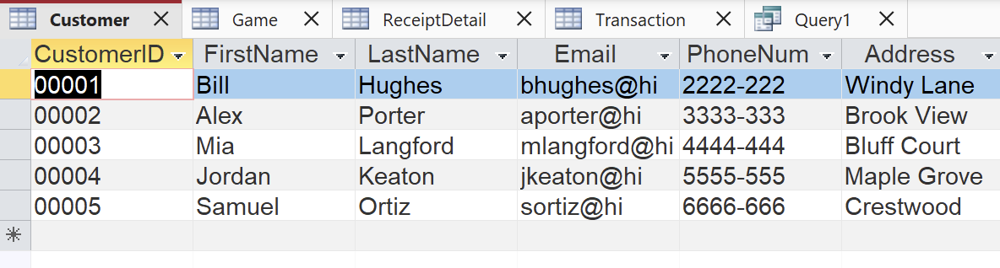 Customer Game ReceiptDetail Transaction Query1
CustomerID FirstName LastName Email PhoneNum Address
00001 Bill Hughes bhughes@hi 2222-222 Windy Lane
00002 Alex Porter aporter@hi 3333-333 Brook View
00003 Mia Langford mlangford@hi 4444-444 Bluff Court
00004 Jordan Keaton jkeaton@hi 5555-555 Maple Grove
00005 Samuel Ortiz sortiz@hi 6666-666 Crestwood